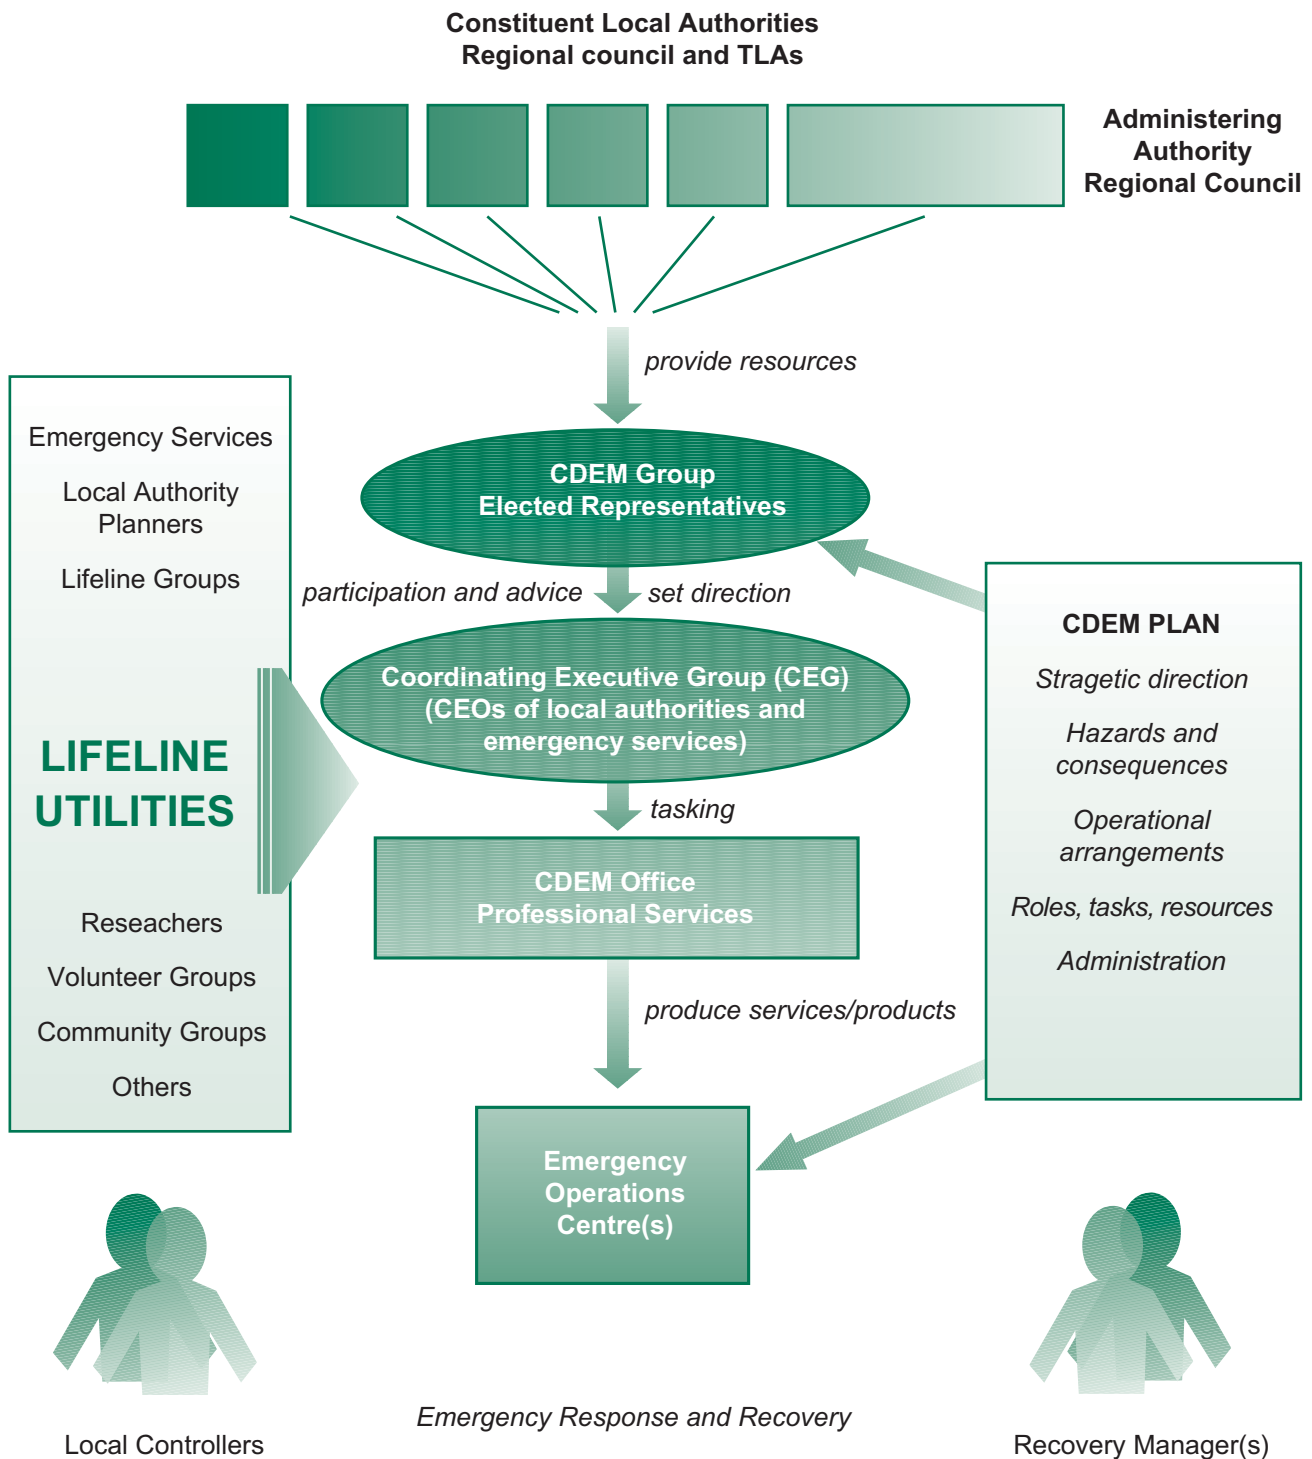 Constituent Local Authorities
Regional council and TLAs
Administering
Authority
Regional Council
provide resources
Emergency Services
Local Authority
Planners
Lifeline Groups
LIFELINE
UTILITIES
Reseachers
Volunteer Groups
Community Groups
Others
CDEM Group
Elected Representatives
participation and advice
set direction
Coordinating Executive Group (CEG)
(CEOs of local authorities and
emergency services)
tasking
CDEM Office
Professional Services
produce services/products
Emergency
Operations
Centre(s)
CDEM PLAN
Stragetic direction
Hazards and
consequences
Operational
arrangements
Roles, tasks, resources
Administration
Local Controllers
Emergency Response and Recovery
Recovery Manager(s)